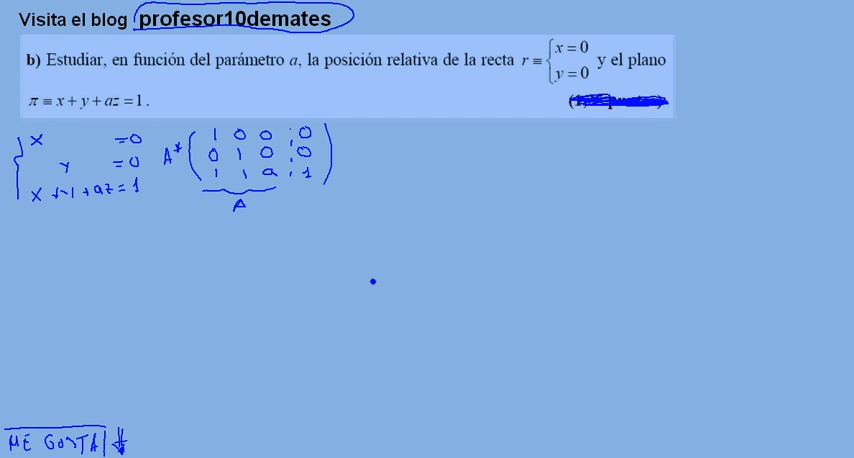 Visita el blog profesor10demates
b) Estudiar, en función del parámetro a, la posición relativa de la recta r ≡ { x = 0 y el plano
y = 0
π ≡ x + y + az = 1 .
x = 0
y = 0
x + y + az = 1
A* ( 1 0 0 : 0
0 1 0 : 0
1 1 a : 1 )
A
ME GUSTA